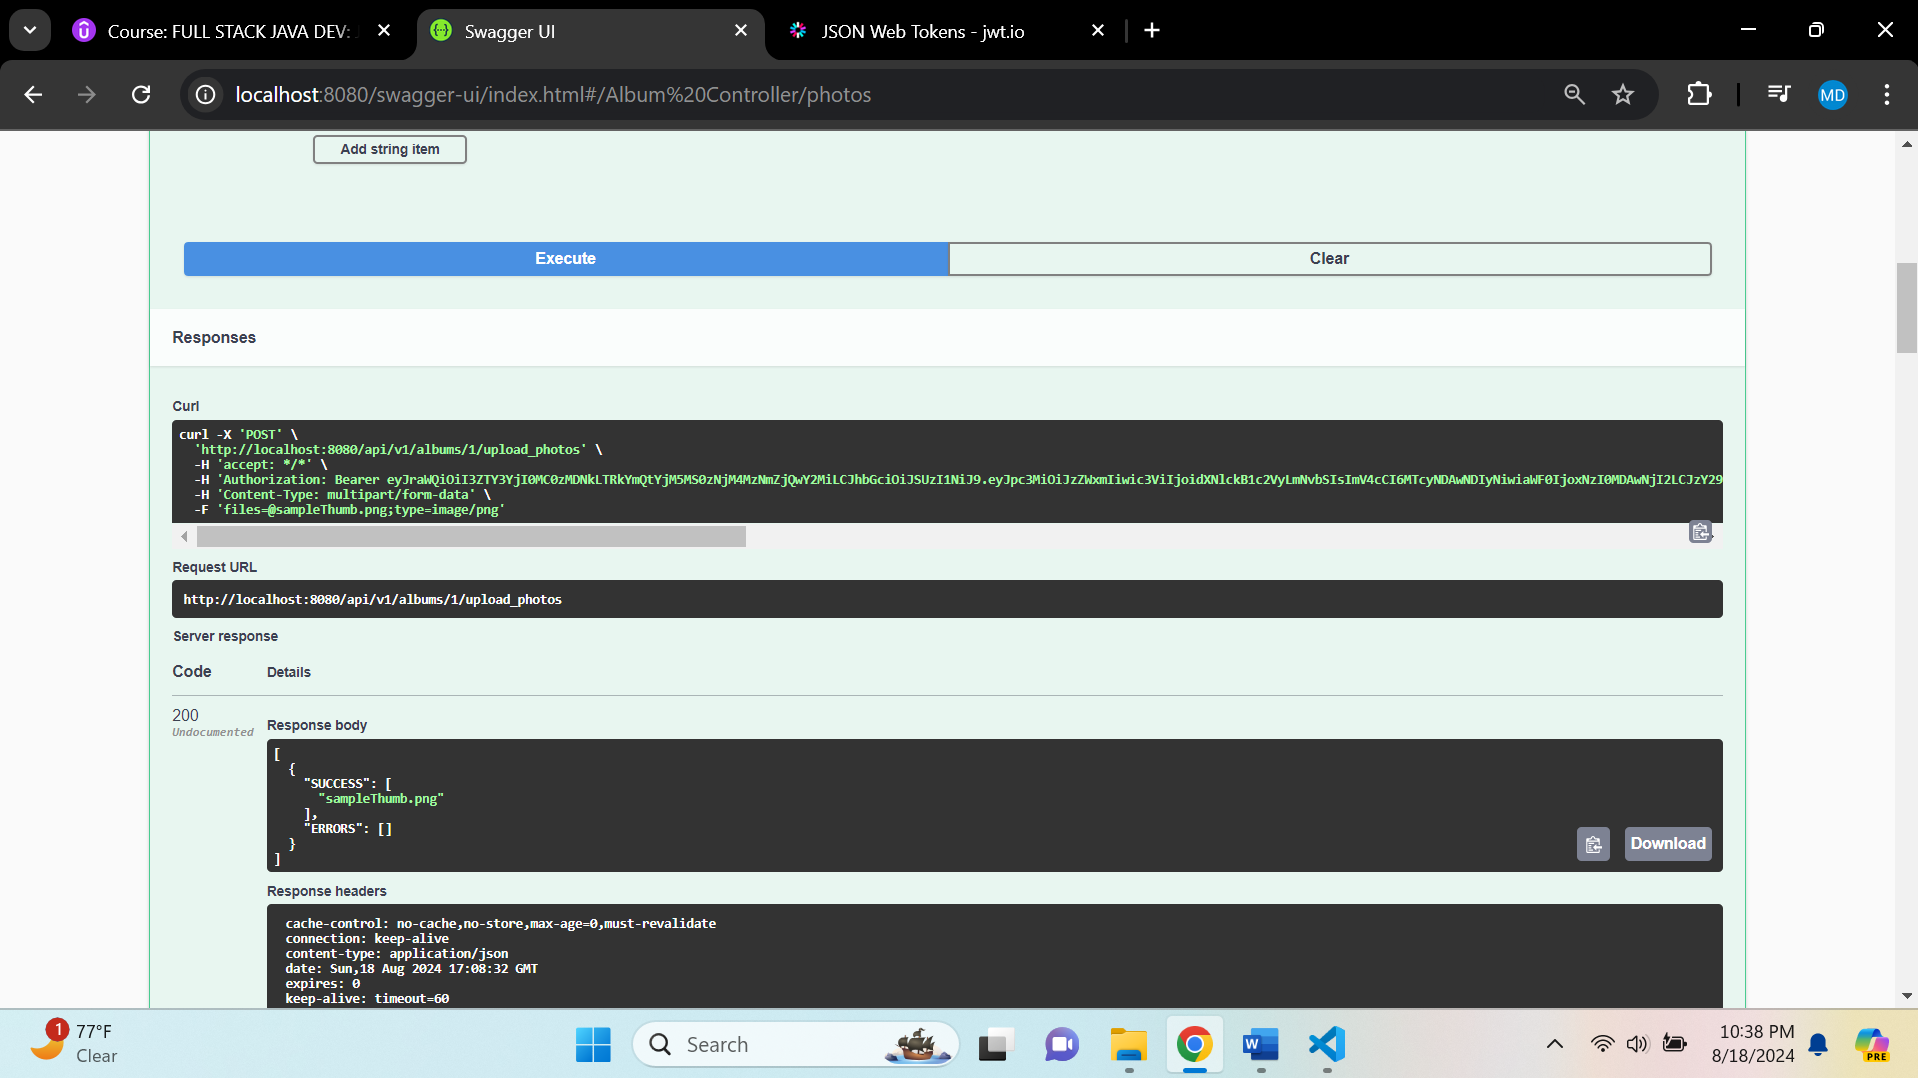 Course: FULL STACK JAVA DEV:
Swagger UI
JSON Web Tokens - jwt.io
localhost:8080/swagger-ui/index.html#/Album%20Controller/photos
MD
Add string item
Execute
Clear
Responses
Curl
curl -X 'POST' \
'http://localhost:8080/api/v1/albums/1/upload_photos' \
-H 'accept: */*' \
-H 'Authorization: Bearer
-H 'Content-Type: multipart/form-data' \
-F 'files=@sampleThumb.png;type=image/png'
Request URL
http://localhost:8080/api/v1/albums/1/upload_photos
Server response
Code
Details
200
Undocumented
Response body
[
{
"SUCCESS": [
"sampleThumb.png"
],
"ERRORS": []
}
]
Download
Response headers
cache-control: no-cache,no-store,max-age=0,must-revalidate
connection: keep-alive
content-type: application/json
date: Sun,18 Aug 2024 17:08:32 GMT
expires: 0
keep-alive: timeout=60
1
77°F
Clear
Search
W
10:38 PM
8/18/2024
PRE